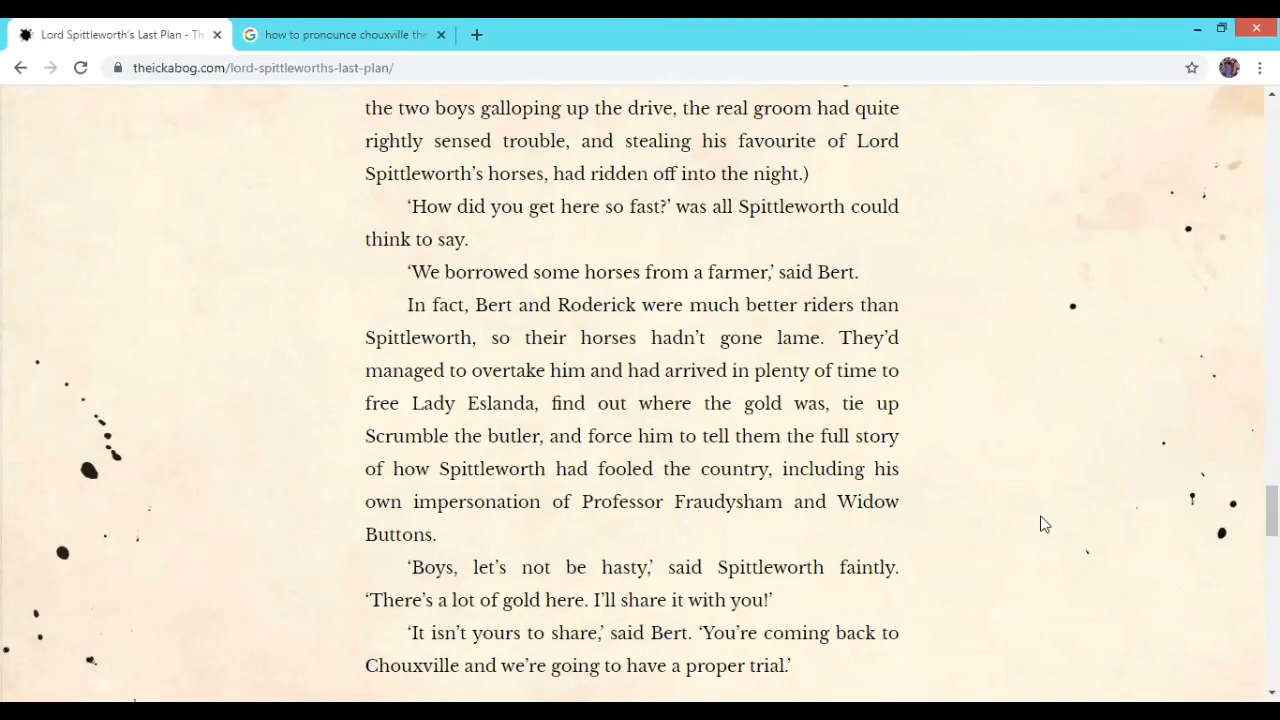 Lord Spittleworth's Last Plan - Th
how to pronounce chouxville the
theickabog.com/lord-spittleworths-last-plan/
the two boys galloping up the drive, the real groom had quite
rightly sensed trouble, and stealing his favourite of Lord
Spittleworth’s horses, had ridden off into the night.)
‘How did you get here so fast?’ was all Spittleworth could
think to say.
‘We borrowed some horses from a farmer,’ said Bert.
In fact, Bert and Roderick were much better riders than
Spittleworth, so their horses hadn’t gone lame. They’d
managed to overtake him and had arrived in plenty of time to
free Lady Eslanda, find out where the gold was, tie up
Scrumble the butler, and force him to tell them the full story
of how Spittleworth had fooled the country, including his
own impersonation of Professor Fraudysham and Widow
Buttons.
‘Boys, let’s not be hasty,’ said Spittleworth faintly.
‘There’s a lot of gold here. I’ll share it with you!’
‘It isn’t yours to share,’ said Bert. ‘You’re coming back to
Chouxville and we’re going to have a proper trial.’